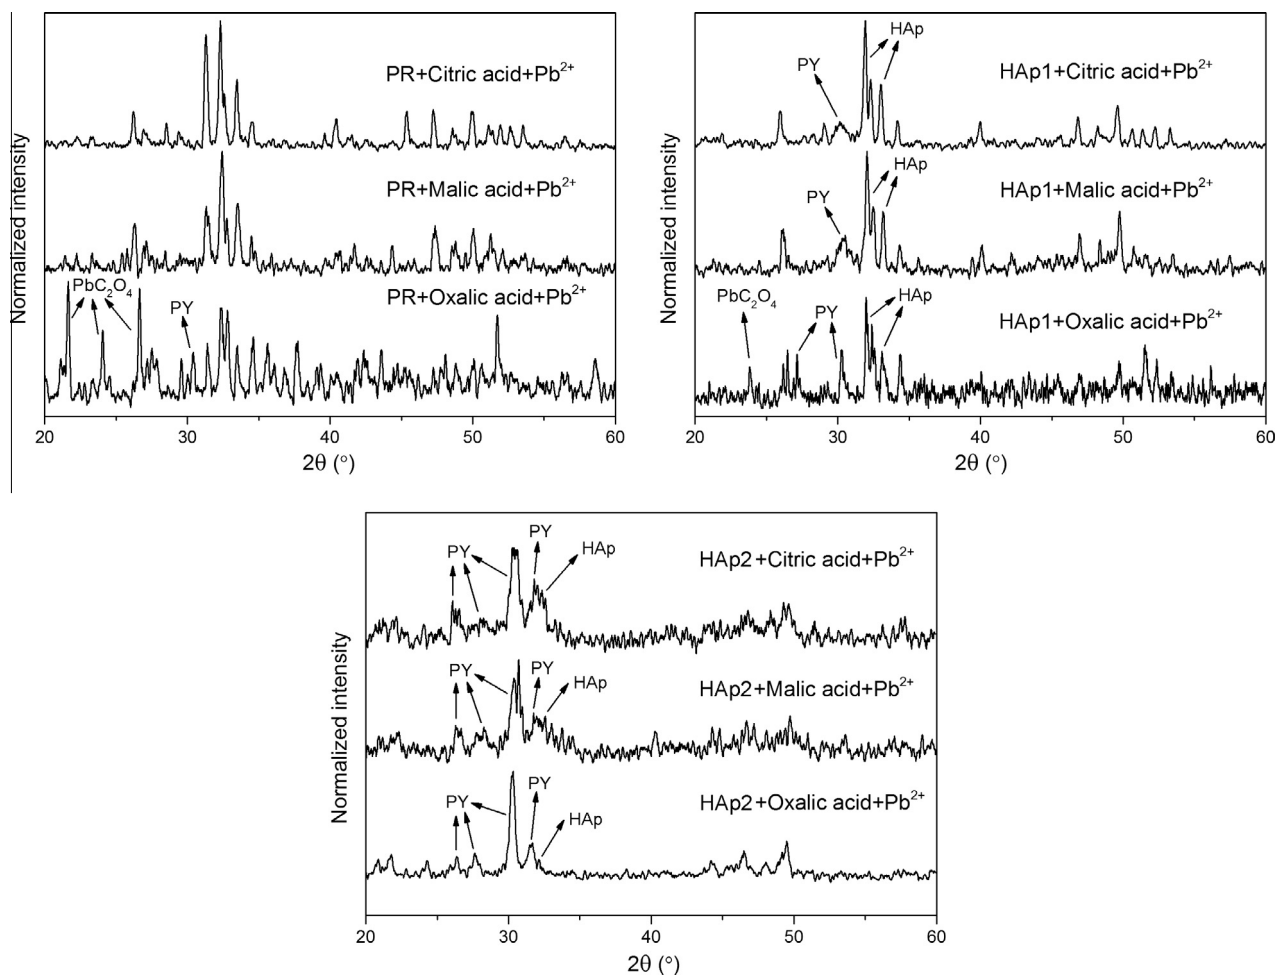 Normalized intensity
PR+Citric acid+Pb2+
PR+Malic acid+Pb2+
PbC2O4
PY
PR+Oxalic acid+Pb2+
20 30 40 50 60
2θ (°)
Normalized intensity
HAp
PY
HAp1+Citric acid+Pb2+
HAp
PY
HAp1+Malic acid+Pb2+
PbC2O4
PY
HAp
HAp1+Oxalic acid+Pb2+
20 30 40 50 60
2θ (°)
Normalized intensity
PY
PY
HAp
HAp2+Citric acid+Pb2+
PY
PY
HAp
HAp2+Malic acid+Pb2+
PY
PY
HAp
HAp2+Oxalic acid+Pb2+
20 30 40 50 60
2θ (°)